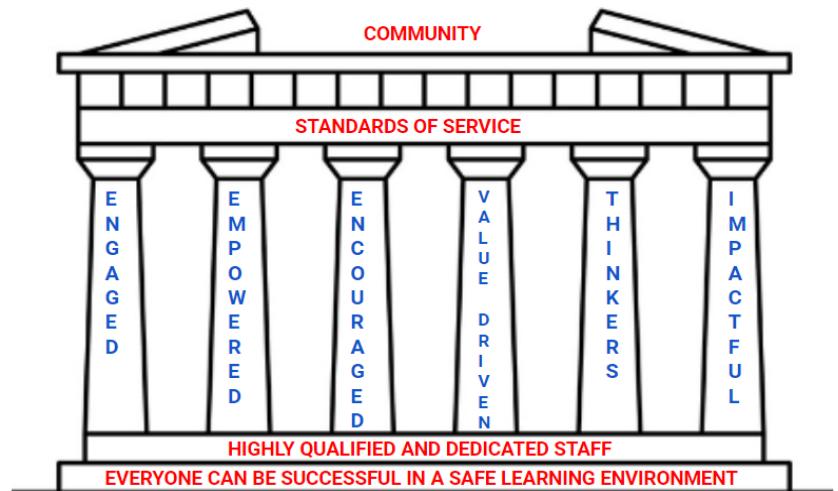 COMMUNITY
STANDARDS OF SERVICE
ENGAGED
EMPOWERED
ENCOURAGED
VALUE DRIVEN
THINKERS
IMPACTFUL
HIGHLY QUALIFIED AND DEDICATED STAFF
EVERYONE CAN BE SUCCESSFUL IN A SAFE LEARNING ENVIRONMENT